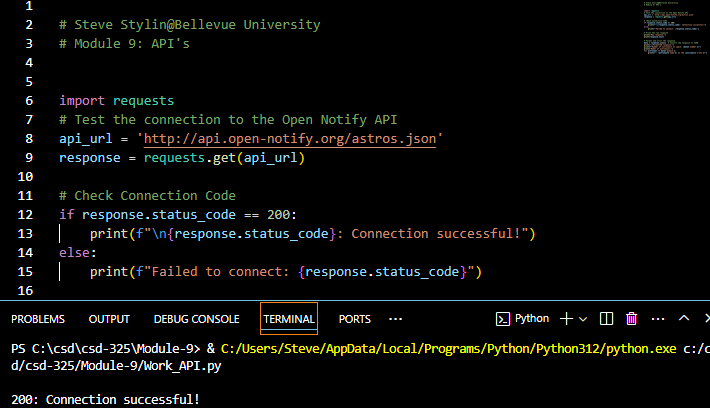 1
2 # Steve Stylin@Bellevue University
3 # Module 9: API's
4
5
6 import requests
7 # Test the connection to the Open Notify API
8 api_url = 'http://api.open-notify.org/astros.json'
9 response = requests.get(api_url)
10
11 # Check Connection Code
12 if response.status_code == 200:
13     print(f"\n{response.status_code}: Connection successful!")
14 else:
15     print(f"Failed to connect: {response.status_code}")
16
PROBLEMS OUTPUT DEBUG CONSOLE TERMINAL PORTS ··· Python ···
PS C:\csd\csd-325\Module-9> & C:/Users/Steve/AppData/Local/Programs/Python/Python312/python.exe c:/c
d/csd-325/Module-9/Work_API.py
200: Connection successful!